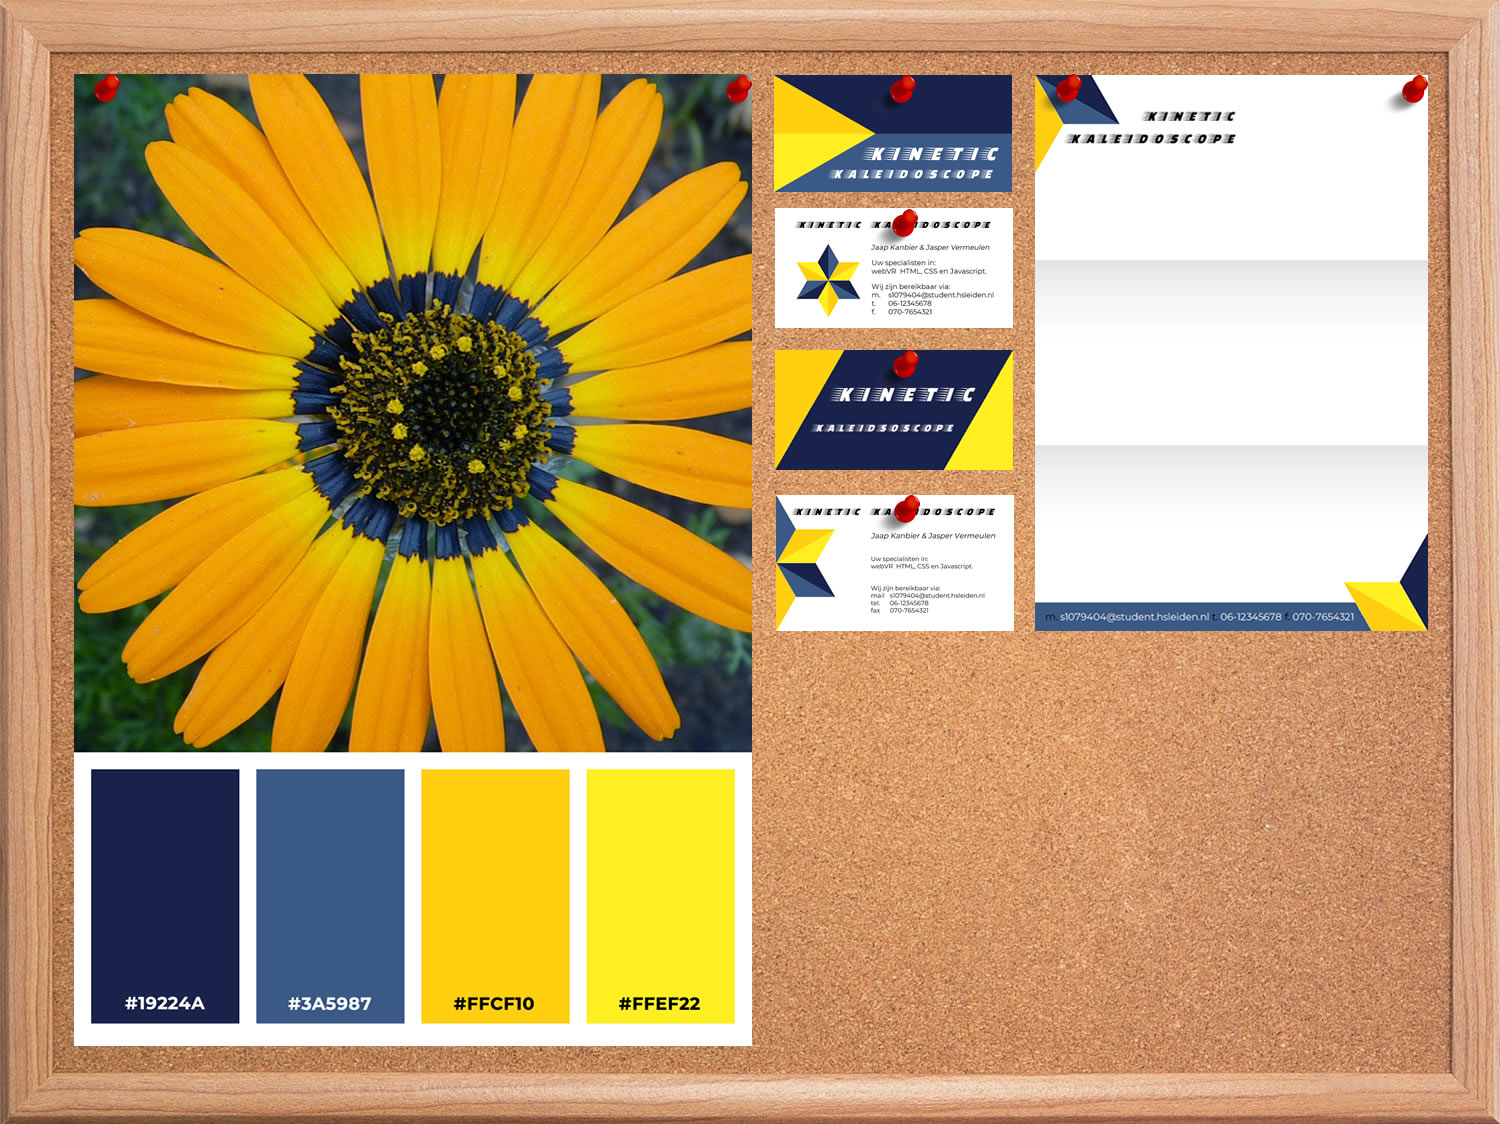 #19224A
#3A5987
#FFCF10
#FFEF22
KINETIC
KALEIDOSCOPE
KINETIC KA IDOSCOPE
Jaap Kanbier & Jasper Vermeulen
Uw specialisten in:
webVR HTML, CSS en Javascript.
Wij zijn bereikbaar via:
m. s1079404@student.hsleiden.nl
t. 06-12345678
f. 070-7654321
KINETIC
KALEIDSOSCOPE
KINETIC KA IDOSCOPE
Jaap Kanbier & Jasper Vermeulen
Uw specialisten in:
webVR HTML, CSS en Javascript.
Wij zijn bereikbaar via:
mail s1079404@student.hsleiden.nl
tel. 06-12345678
fax 070-7654321
KINETIC
KALEIDOSCOPE
m. s1079404@student.hsleiden.nl t. 06-12345678 f. 070-7654321